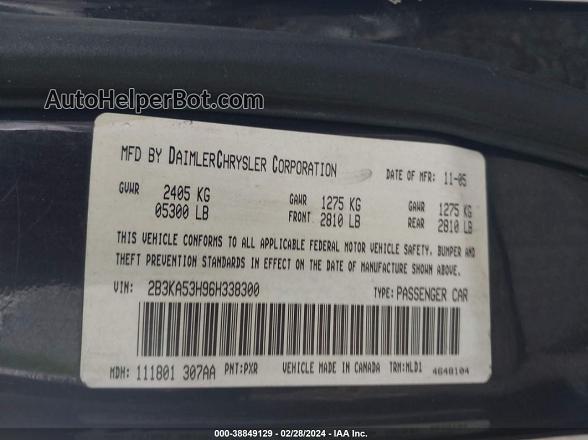 AutoHelperBot.com
MFD BY DAIMLERCHRYSLER CORPORATION
DATE OF MFR: 11-05
GVWR 2405 KG
05300 LB
GAWR FRONT 1275 KG
2810 LB
GAWR REAR 1275 KG
2810 LB
THIS VEHICLE CONFORMS TO ALL APPLICABLE FEDERAL MOTOR VEHICLE SAFETY, BUMPER AND
THEFT PREVENTION STANDARDS IN EFFECT ON THE DATE OF MANUFACTURE SHOWN ABOVE.
VIN: 2B3KA53H96H338300 TYPE: PASSENGER CAR
MDH: 111801 307AA PNT:PXR VEHICLE MADE IN CANADA TRM:MLD1
4648104
000-38849129 - 02/28/2024 - IAA Inc.